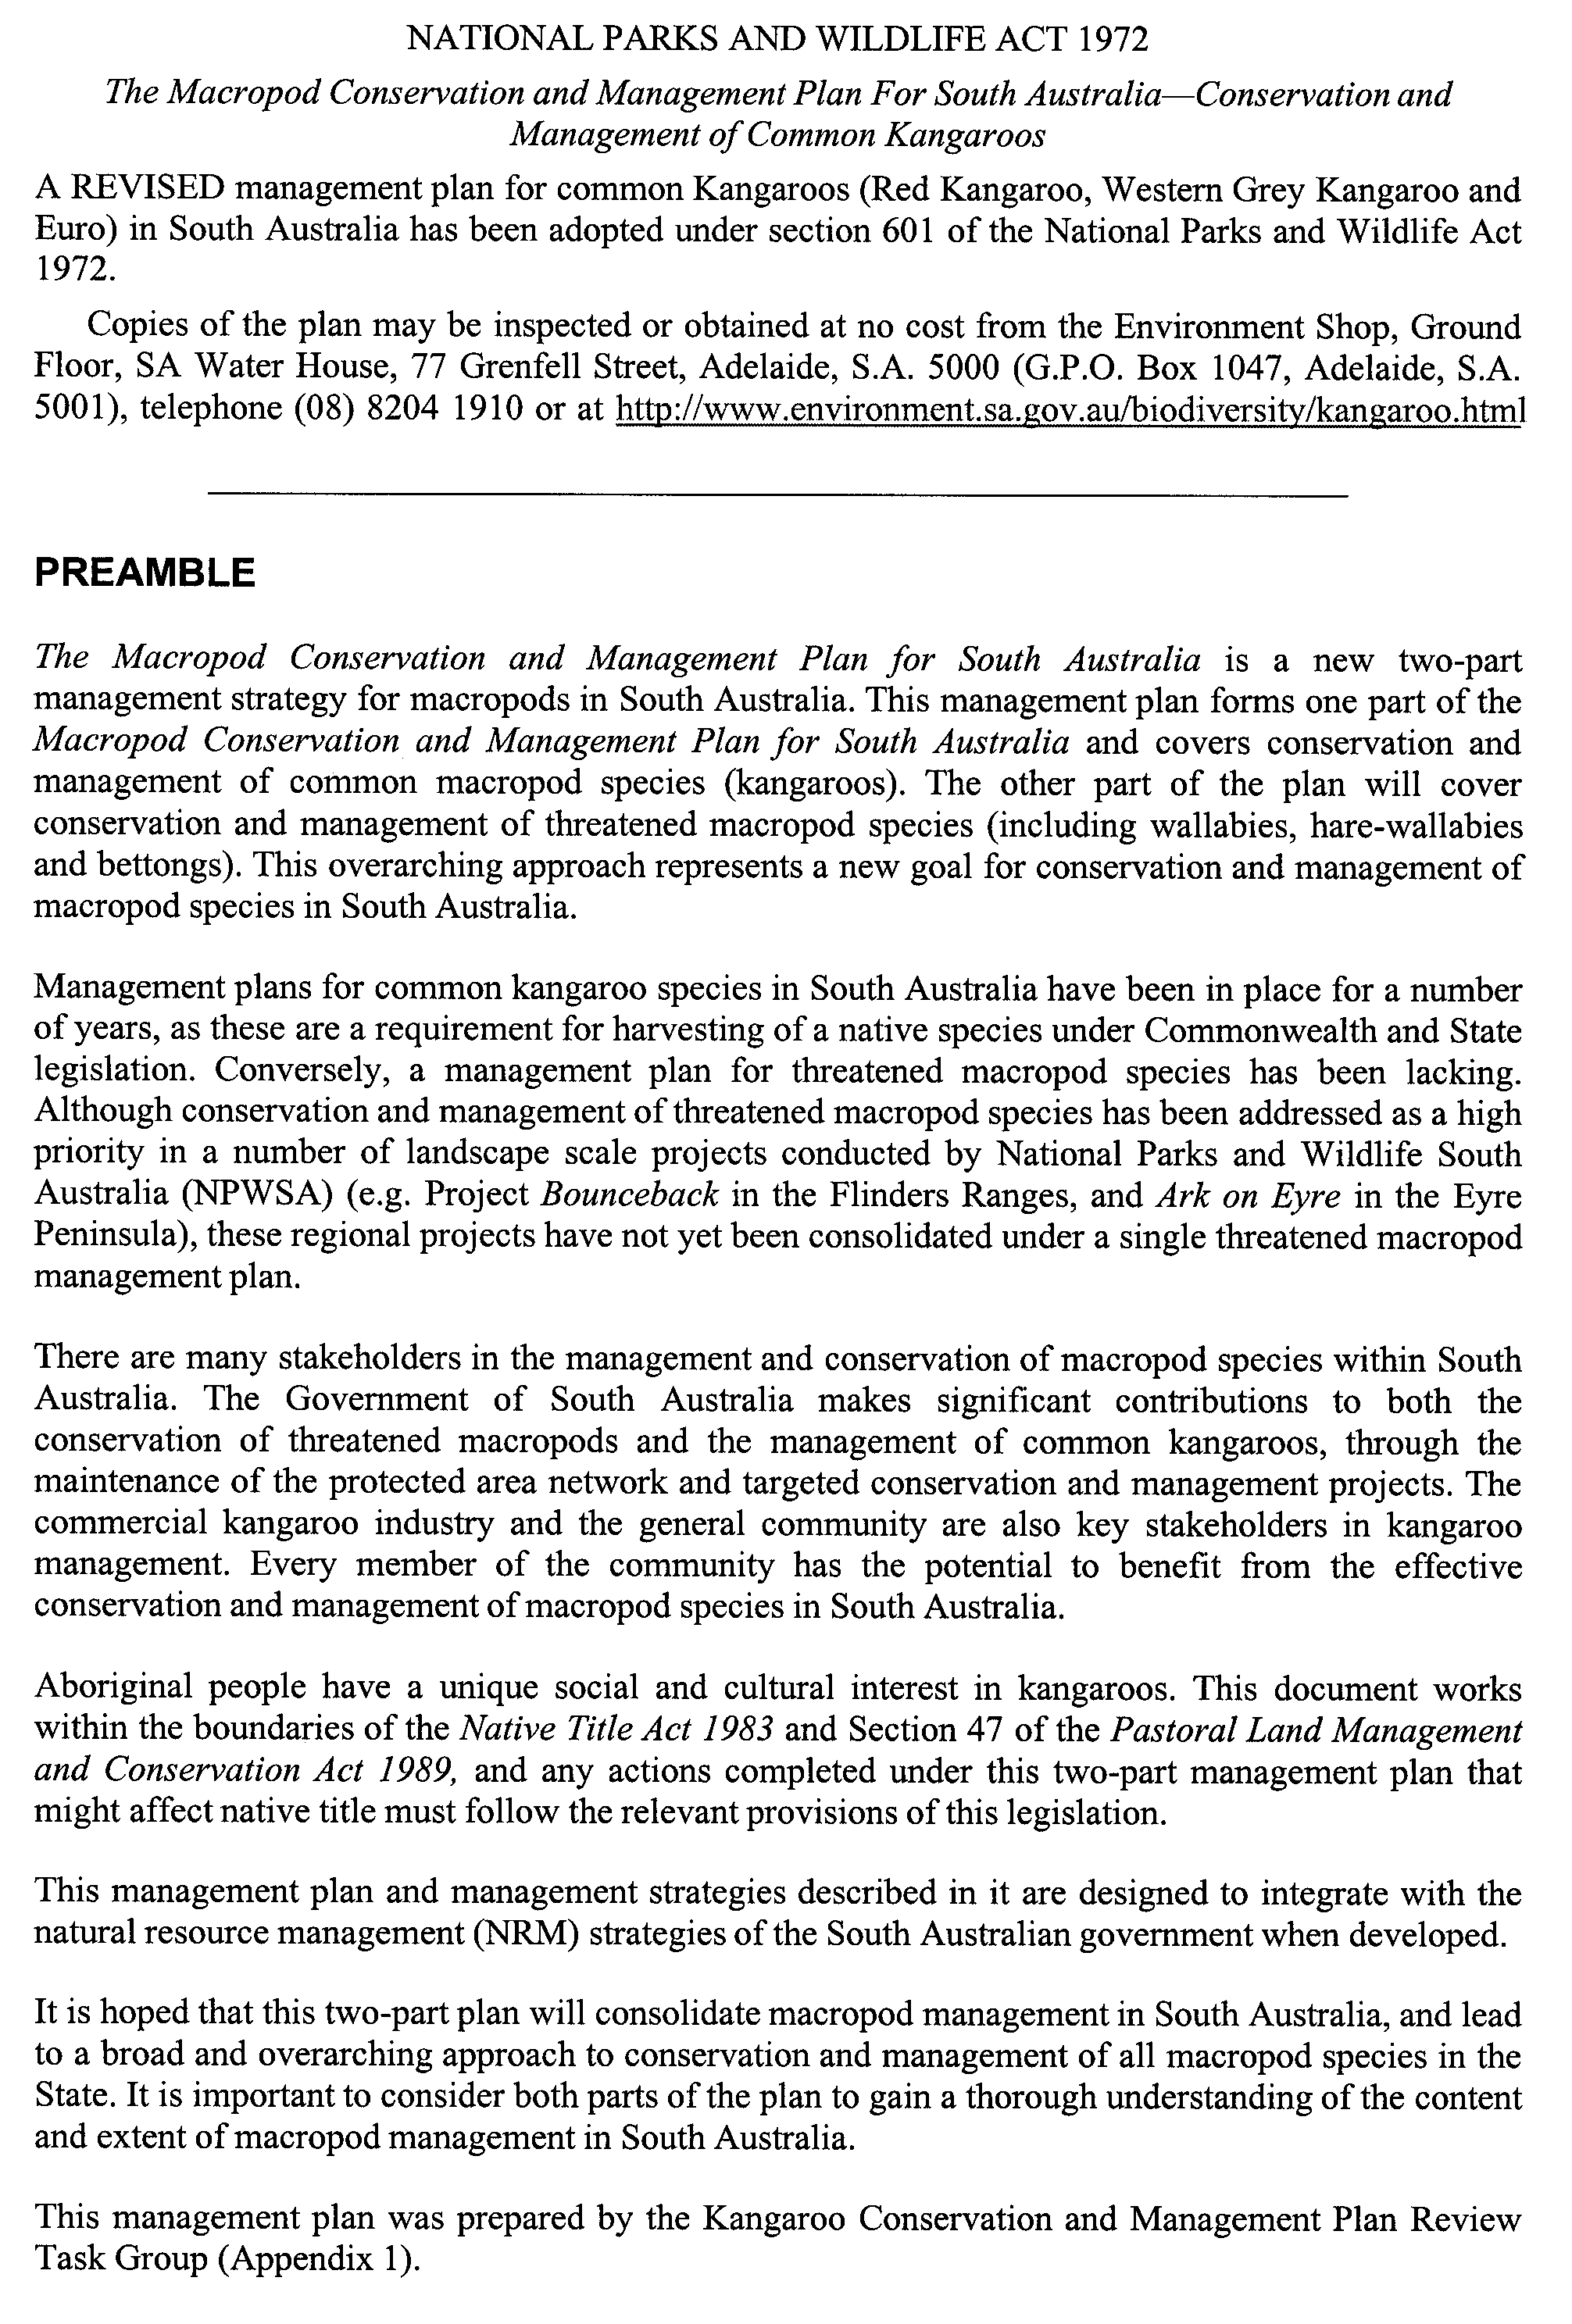 NATIONAL PARKS AND WILDLIFE ACT 1972
The Macropod Conservation and Management Plan For South Australia—Conservation and
Management of Common Kangaroos
A REVISED management plan for common Kangaroos (Red Kangaroo, Western Grey Kangaroo and
Euro) in South Australia has been adopted under section 601 of the National Parks and Wildlife Act
1972.
Copies of the plan may be inspected or obtained at no cost from the Environment Shop, Ground
Floor, SA Water House, 77 Grenfell Street, Adelaide, S.A. 5000 (G.P.O. Box 1047, Adelaide, S.A.
5001), telephone (08) 8204 1910 or at http://www.environment.sa.gov.au/biodiversity/kangaroo.html
PREAMBLE
The Macropod Conservation and Management Plan for South Australia is a new two-part
management strategy for macropods in South Australia. This management plan forms one part of the
Macropod Conservation and Management Plan for South Australia and covers conservation and
management of common macropod species (kangaroos). The other part of the plan will cover
conservation and management of threatened macropod species (including wallabies, hare-wallabies
and bettongs). This overarching approach represents a new goal for conservation and management of
macropod species in South Australia.
Management plans for common kangaroo species in South Australia have been in place for a number
of years, as these are a requirement for harvesting of a native species under Commonwealth and State
legislation. Conversely, a management plan for threatened macropod species has been lacking.
Although conservation and management of threatened macropod species has been addressed as a high
priority in a number of landscape scale projects conducted by National Parks and Wildlife South
Australia (NPWSA) (e.g. Project Bounceback in the Flinders Ranges, and Ark on Eyre in the Eyre
Peninsula), these regional projects have not yet been consolidated under a single threatened macropod
management plan.
There are many stakeholders in the management and conservation of macropod species within South
Australia. The Government of South Australia makes significant contributions to both the
conservation of threatened macropods and the management of common kangaroos, through the
maintenance of the protected area network and targeted conservation and management projects. The
commercial kangaroo industry and the general community are also key stakeholders in kangaroo
management. Every member of the community has the potential to benefit from the effective
conservation and management of macropod species in South Australia.
Aboriginal people have a unique social and cultural interest in kangaroos. This document works
within the boundaries of the Native Title Act 1983 and Section 47 of the Pastoral Land Management
and Conservation Act 1989, and any actions completed under this two-part management plan that
might affect native title must follow the relevant provisions of this legislation.
This management plan and management strategies described in it are designed to integrate with the
natural resource management (NRM) strategies of the South Australian government when developed.
It is hoped that this two-part plan will consolidate macropod management in South Australia, and lead
to a broad and overarching approach to conservation and management of all macropod species in the
State. It is important to consider both parts of the plan to gain a thorough understanding of the content
and extent of macropod management in South Australia.
This management plan was prepared by the Kangaroo Conservation and Management Plan Review
Task Group (Appendix 1).